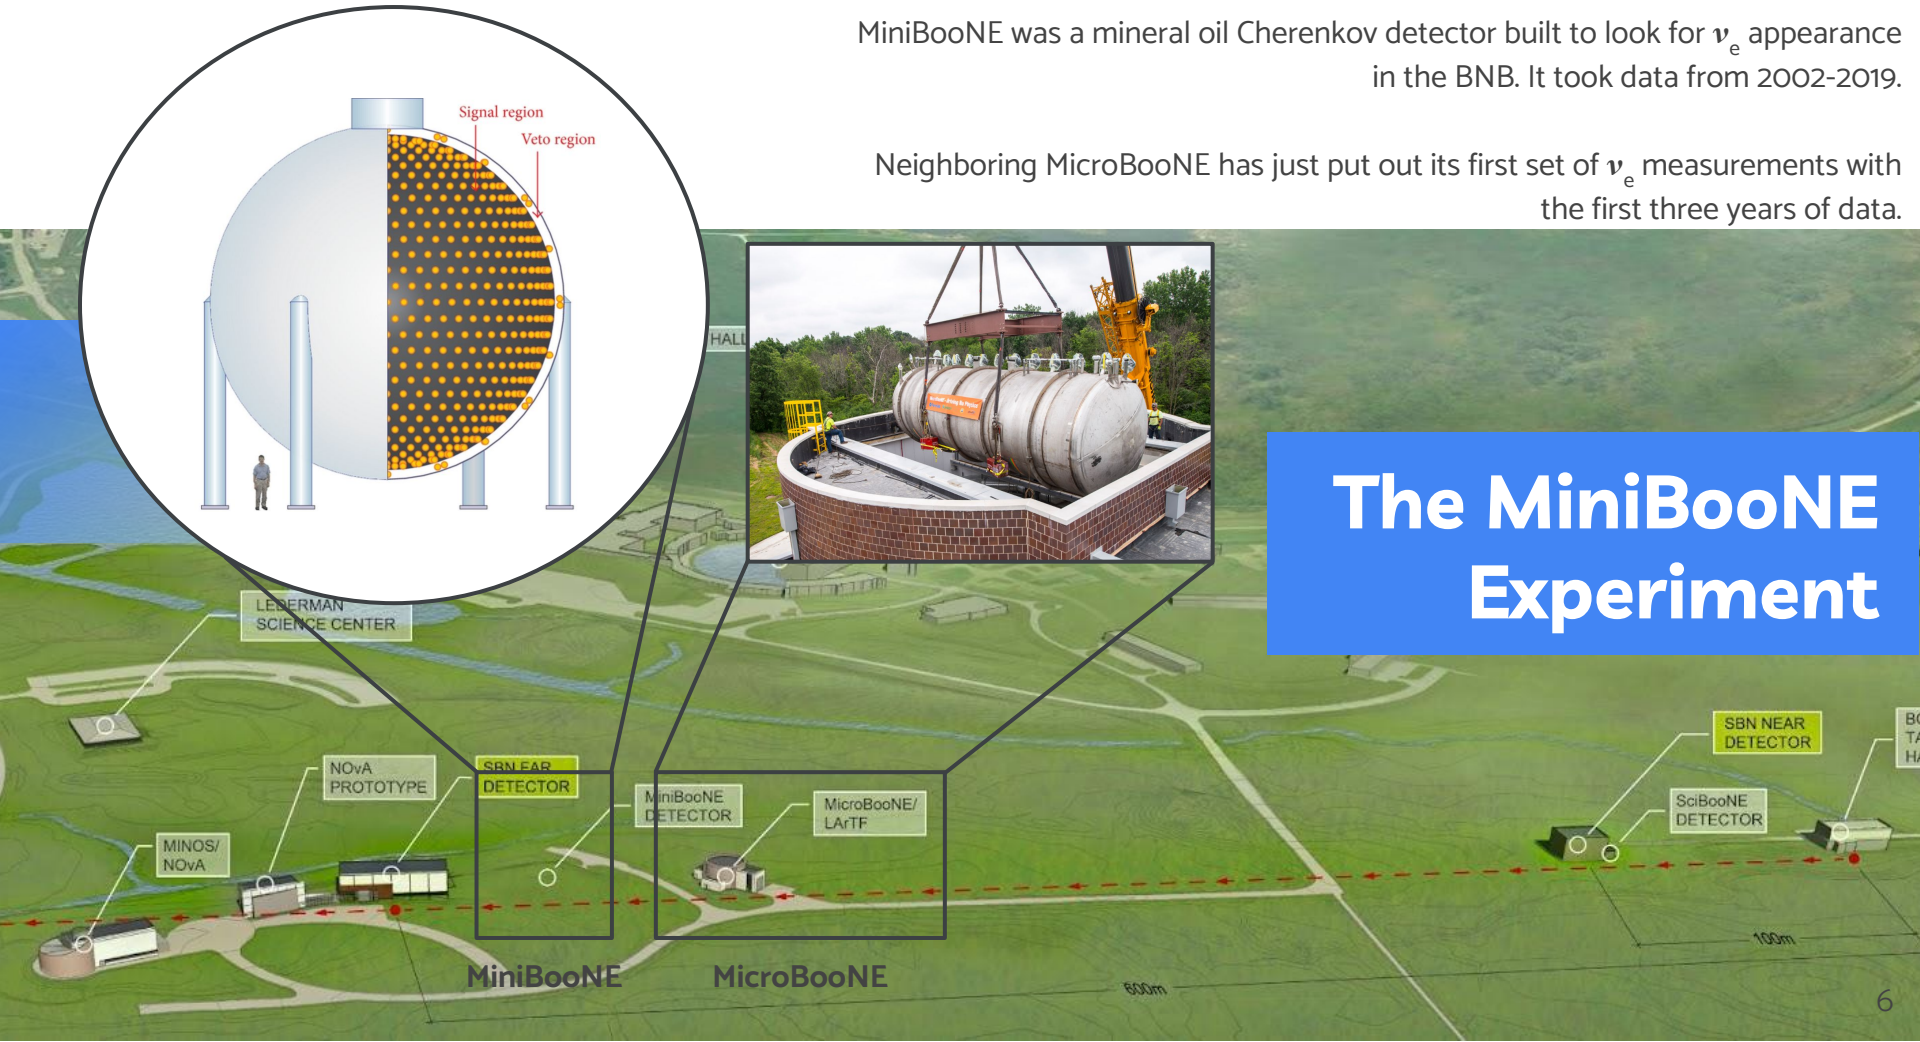 MiniBooNE was a mineral oil Cherenkov detector built to look for νe appearance
in the BNB. It took data from 2002-2019.
Neighboring MicroBooNE has just put out its first set of νe measurements with
the first three years of data.
Signal region
Veto region
HALL
The MiniBooNE
Experiment
LEDERMAN
SCIENCE CENTER
SBN NEAR
DETECTOR
NOvA
PROTOTYPE
SBN FAR
DETECTOR
MiniBooNE
DETECTOR
MicroBooNE/
LArTF
SciBooNE
DETECTOR
MINOS/
NOvA
100m
600m
MiniBooNE
MicroBooNE
6